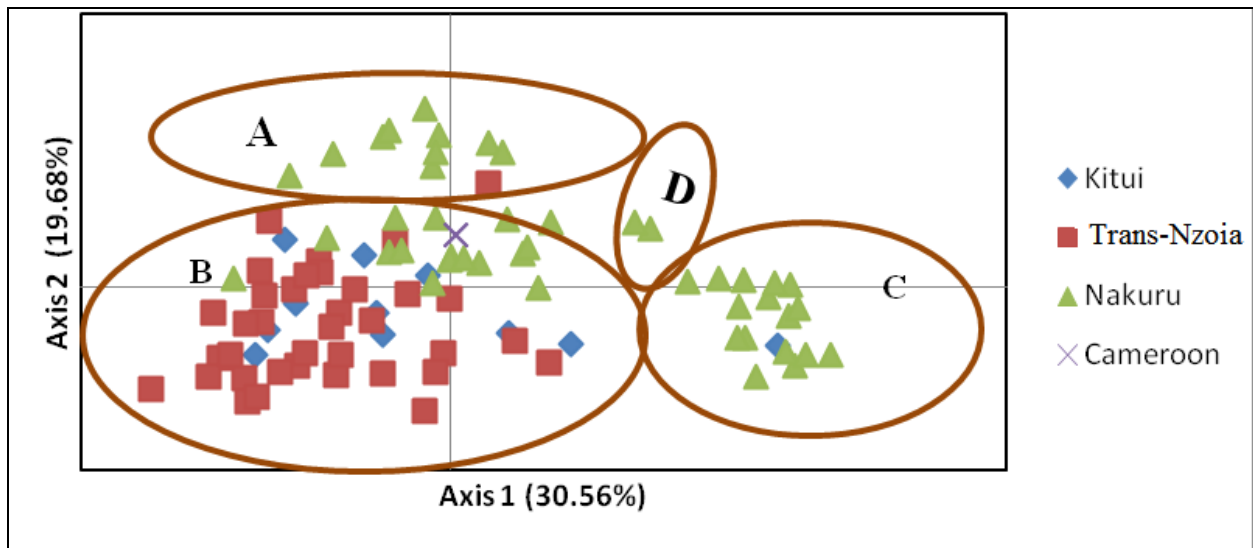 A
D
B
C
Axis 2 (19.68%)
Axis 1 (30.56%)
Kitui
Trans-Nzoia
Nakuru
Cameroon